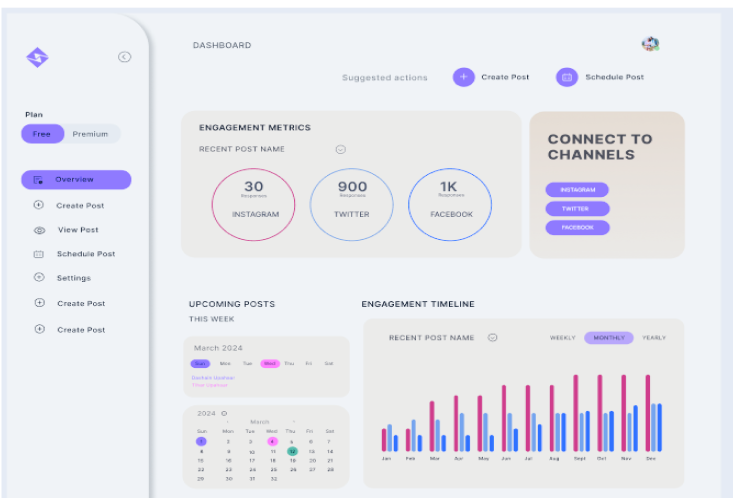 DASHBOARD
Suggested actions
Create Post
Schedule Post
Plan
Free
Premium
Overview
Create Post
View Post
Schedule Post
Settings
Create Post
Create Post
ENGAGEMENT METRICS
RECENT POST NAME
30
Responses
INSTAGRAM
900
Responses
TWITTER
1K
Responses
FACEBOOK
CONNECT TO
CHANNELS
INSTAGRAM
TWITTER
FACEBOOK
UPCOMING POSTS
THIS WEEK
March 2024
Sun Mon Tue Wed Thu Fri Sat
2024
March
Sun Mon Tue Wed Thu Fri Sat
1 2 3 4 5 6 7
8 9 10 11 12 13 14
15 16 17 18 19 20 21
22 23 24 25 26 27 28
29 30 31 32
ENGAGEMENT TIMELINE
RECENT POST NAME
WEEKLY MONTHLY YEARLY
Jan Feb Mar Apr May Jun Jul Aug Sept Oct Nov Dec